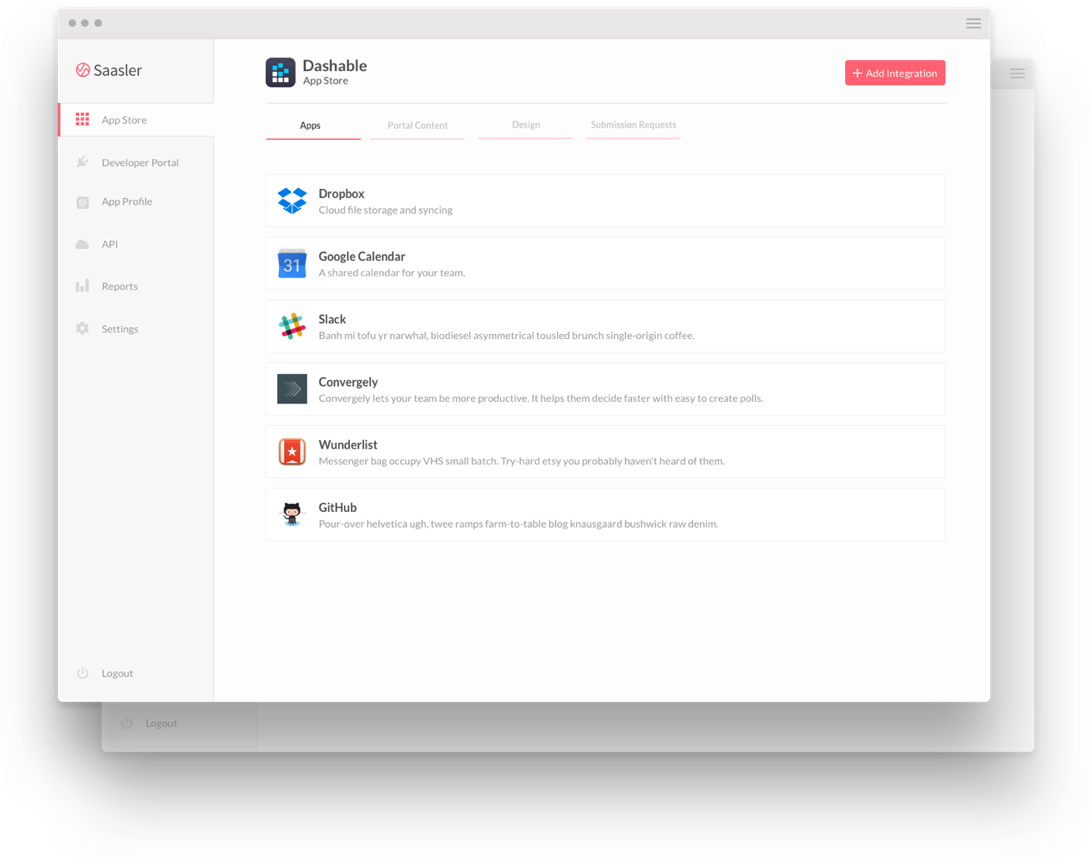 Saasler
App Store
Developer Portal
App Profile
API
Reports
Settings
Logout
Dashable
App Store
+ Add Integration
Apps
Portal Content
Design
Submission Requests
Dropbox
Cloud file storage and syncing
31
Google Calendar
A shared calendar for your team.
Slack
Banh mi tofu yr narwhal, biodiesel asymmetrical tousled brunch single-origin coffee.
Convergely
Convergely lets your team be more productive. It helps them decide faster with easy to create polls.
Wunderlist
Messenger bag occupy VHS small batch. Try-hard etsy you probably haven't heard of them.
GitHub
Pour-over helvetica ugh, twee ramps farm-to-table blog knausgaard bushwick raw denim.
Logout